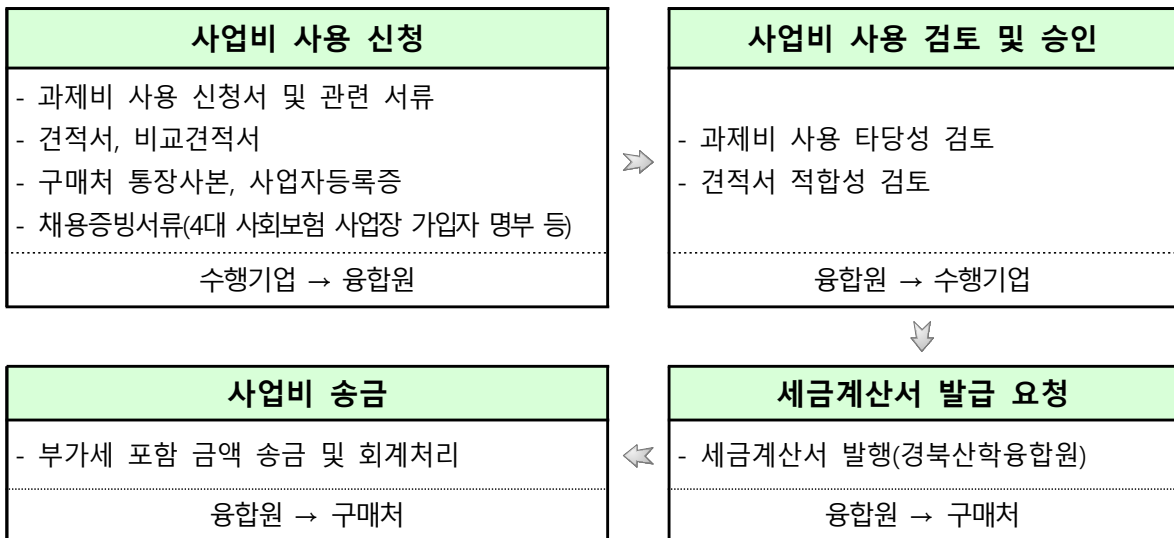 사업비 사용 신청
- 과제비 사용 신청서 및 관련 서류
- 견적서, 비교견적서
- 구매처 통장사본, 사업자등록증
- 채용증빙서류(4대 사회보험 사업장 가입자 명부 등)
수행기업 → 융합원
사업비 사용 검토 및 승인
- 과제비 사용 타당성 검토
- 견적서 적합성 검토
융합원 → 수행기업
세금계산서 발급 요청
- 세금계산서 발행(경북산학융합원)
융합원 → 구매처
사업비 송금
- 부가세 포함 금액 송금 및 회계처리
융합원 → 구매처